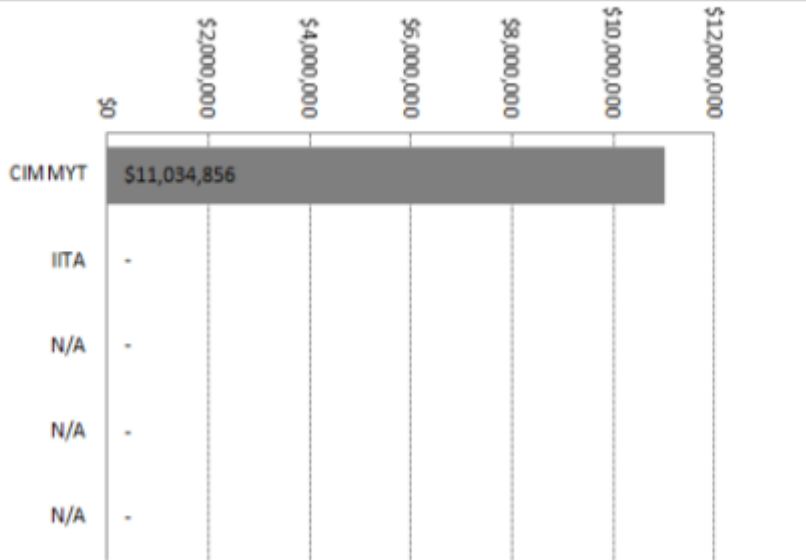 $0
$2,000,000
$4,000,000
$6,000,000
$8,000,000
$10,000,000
$12,000,000
CIMMYT $11,034,856
IITA -
N/A -
N/A -
N/A -